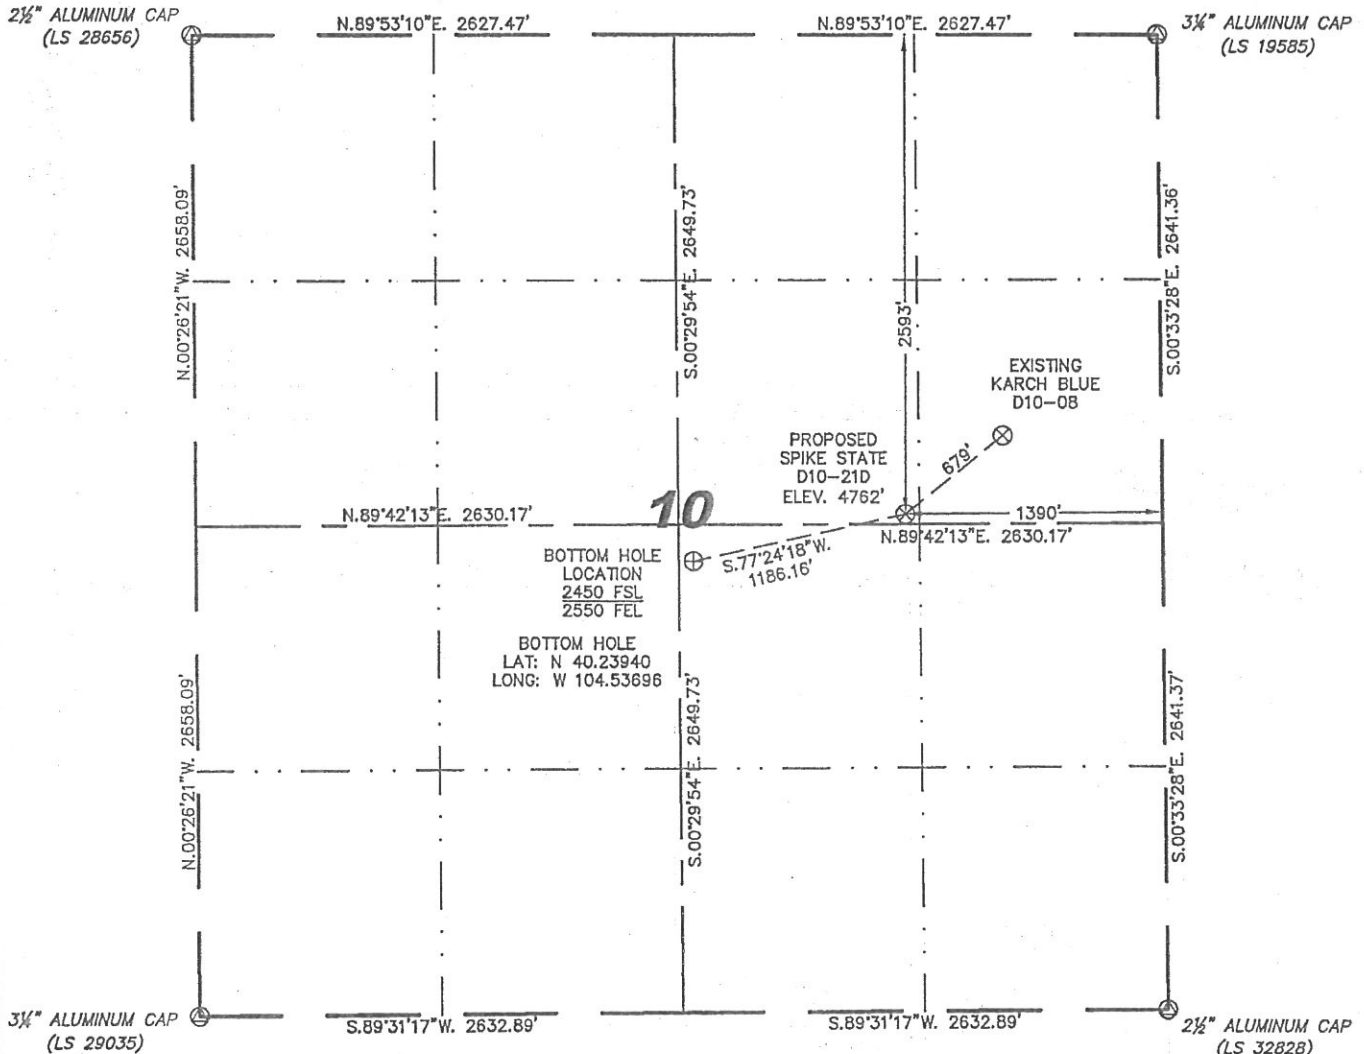 2½" ALUMINUM CAP
(LS 28656)
N.89°53'10"E. 2627.47'
N.89°53'10"E. 2627.47'
3¼" ALUMINUM CAP
(LS 19585)
N.00°26'21"W. 2658.09'
S.00°29'54"E. 2649.73'
2593'
S.00°33'28"E. 2641.36'
EXISTING
KARCH BLUE
D10-08
PROPOSED
SPIKE STATE
D10-21D
ELEV. 4762'
679'
10
N.89°42'13"E. 2630.17'
1390'
N.89°42'13"E. 2630.17'
S.77°24'18"W.
1186.16'
BOTTOM HOLE
LOCATION
2450 FSL
2550 FEL
BOTTOM HOLE
LAT: N 40.23940
LONG: W 104.53696
N.00°26'21"W. 2658.09'
S.00°29'54"E. 2649.73'
S.00°33'28"E. 2641.37'
3¼" ALUMINUM CAP
(LS 29035)
S.89°31'17"W. 2632.89'
S.89°31'17"W. 2632.89'
2½" ALUMINUM CAP
(LS 32828)